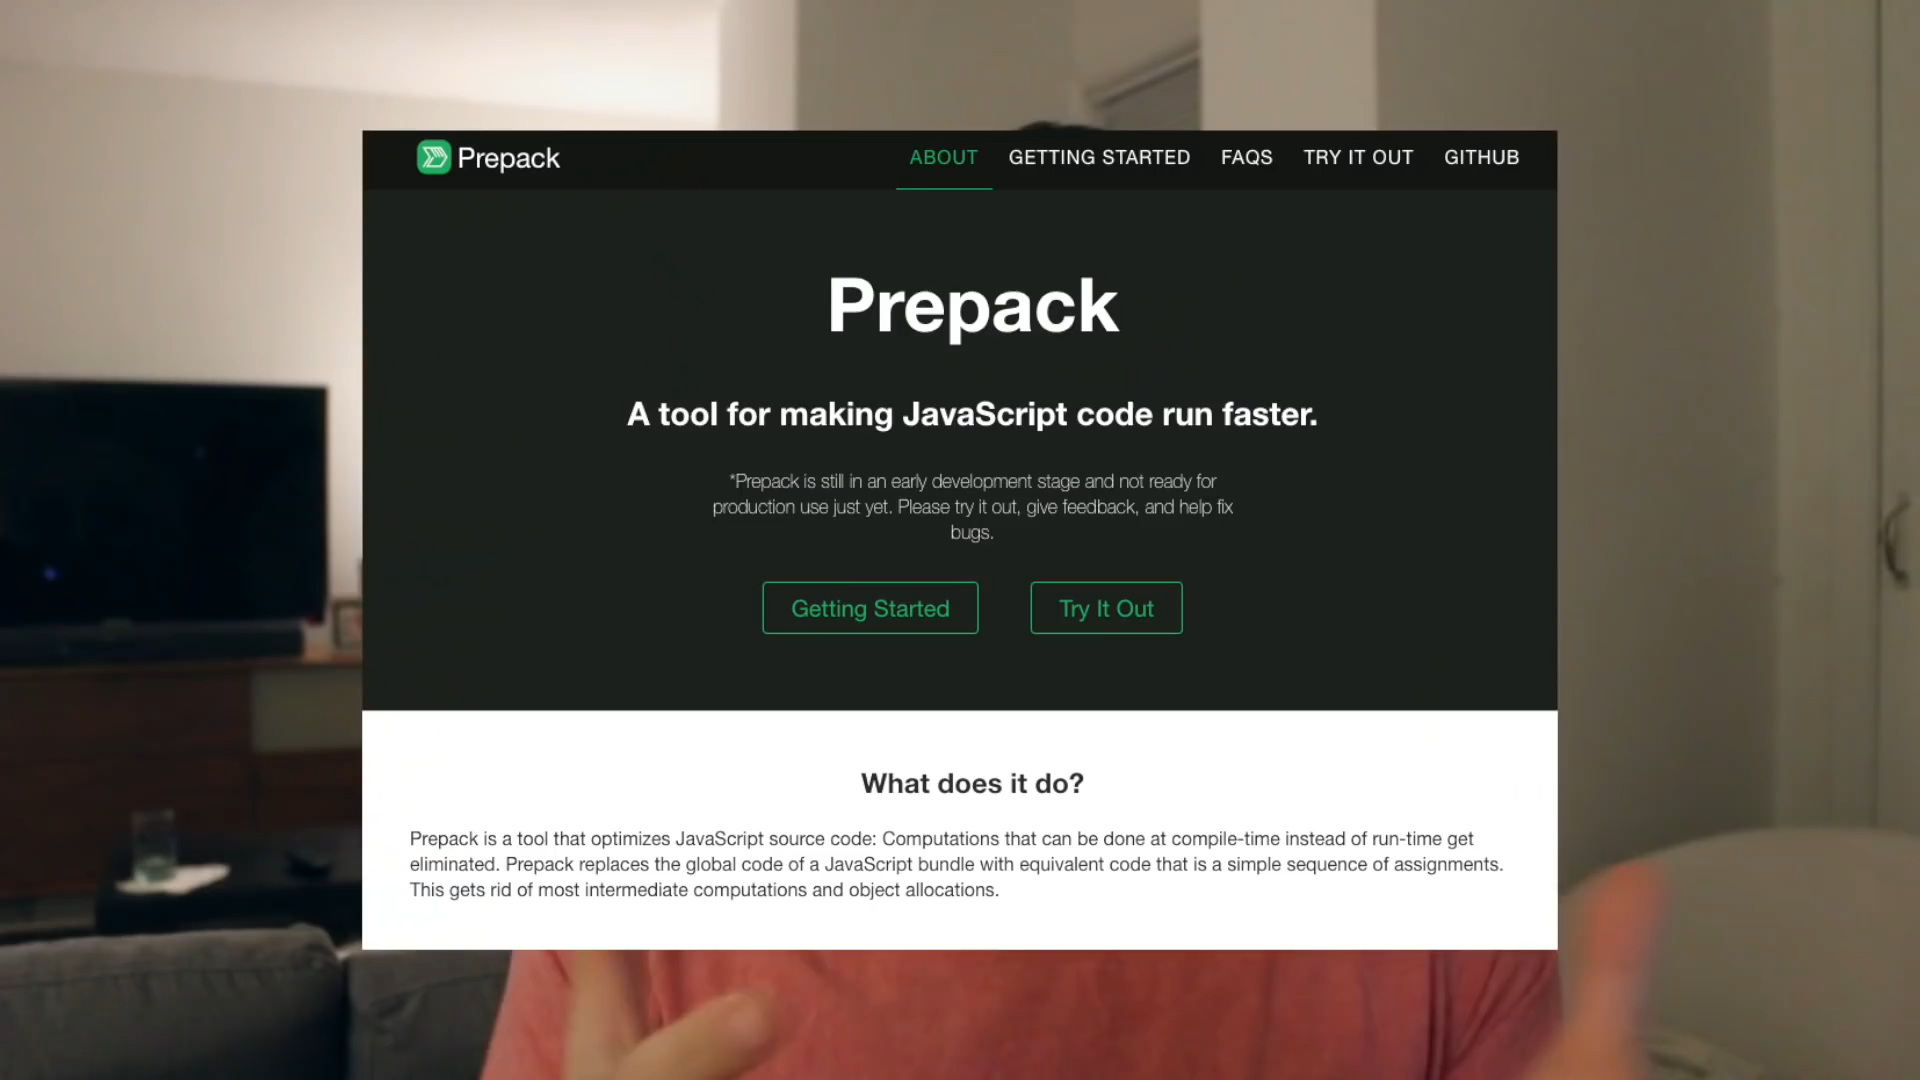 Prepack
ABOUT GETTING STARTED FAQS TRY IT OUT GITHUB
Prepack
A tool for making JavaScript code run faster.
*Prepack is still in an early development stage and not ready for
production use just yet. Please try it out, give feedback, and help fix
bugs.
Getting Started Try It Out
What does it do?
Prepack is a tool that optimizes JavaScript source code: Computations that can be done at compile-time instead of run-time get
eliminated. Prepack replaces the global code of a JavaScript bundle with equivalent code that is a simple sequence of assignments.
This gets rid of most intermediate computations and object allocations.